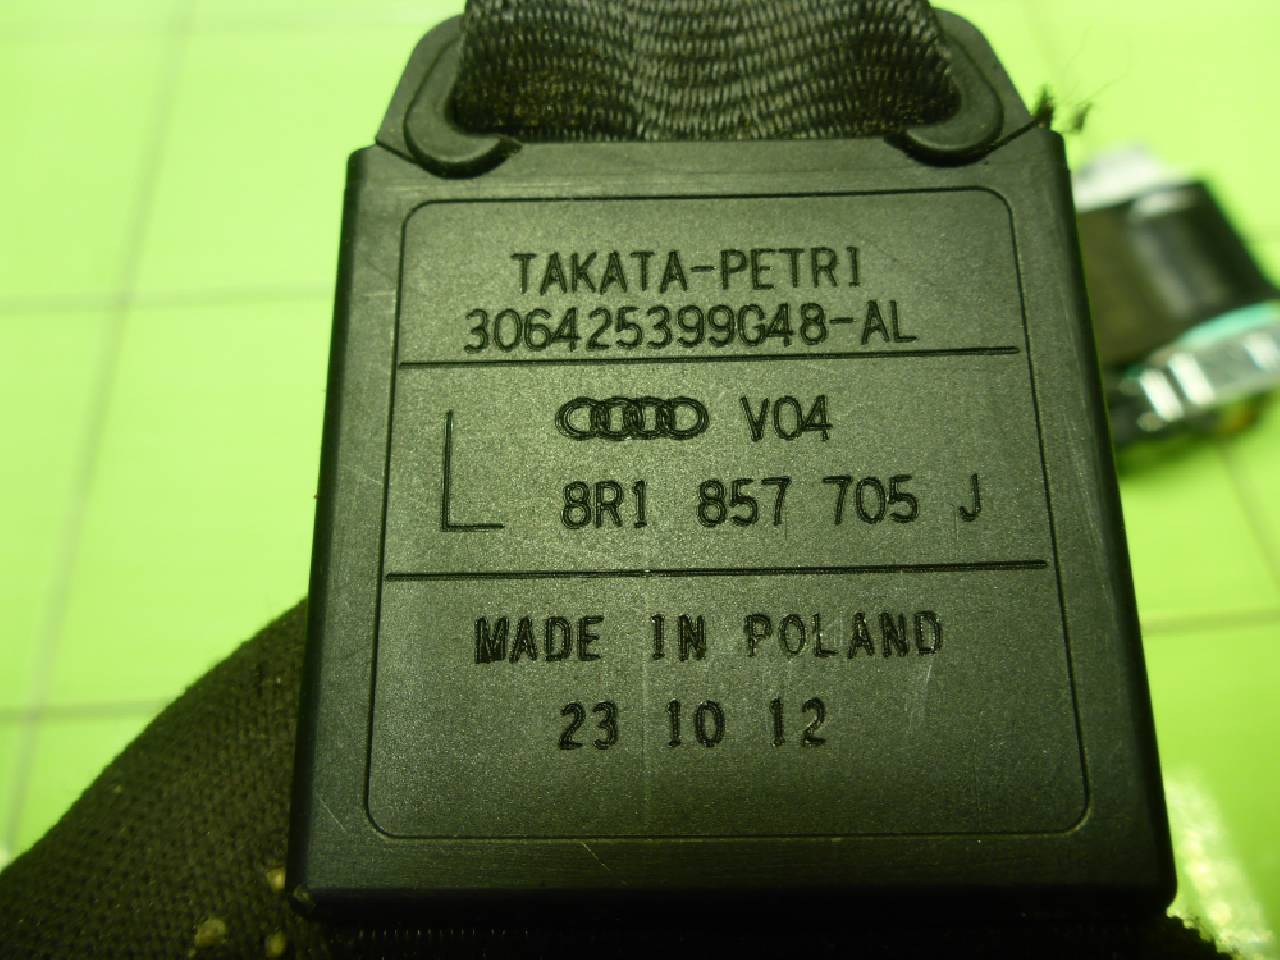 TAKATA-PETRI
306425399G48-AL
V04
L 8R1 857 705 J
MADE IN POLAND
23 10 12